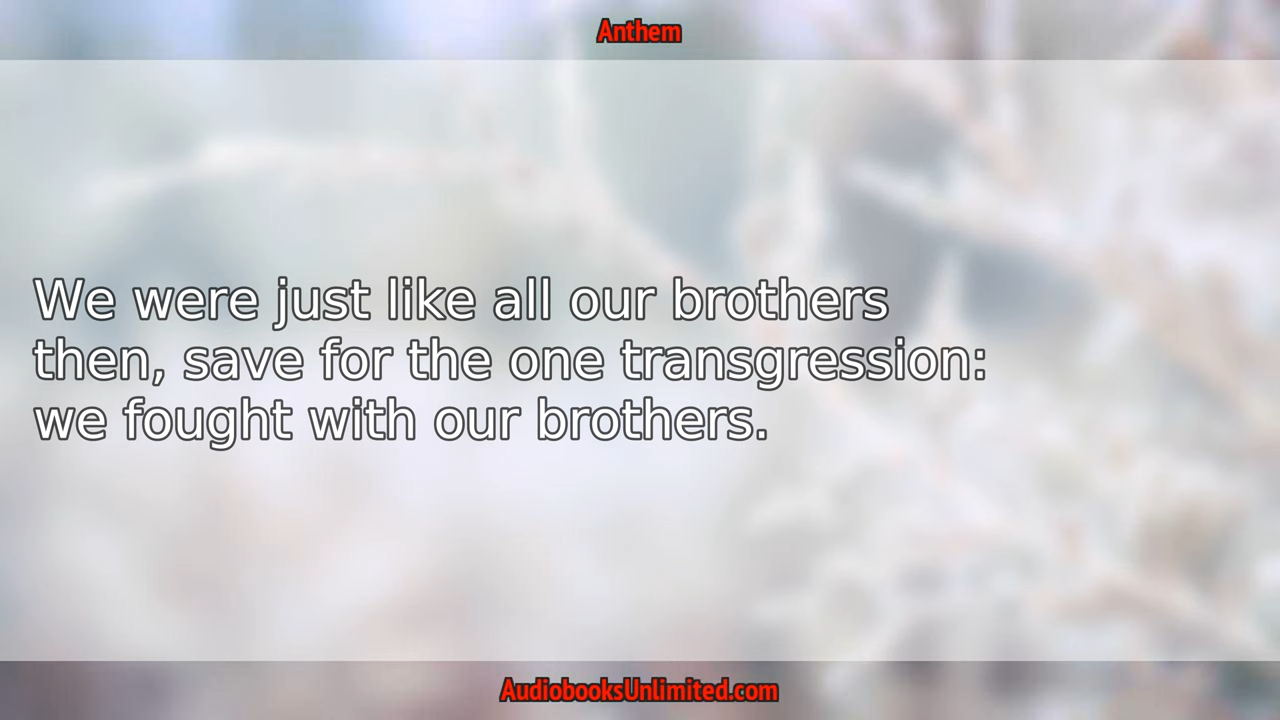 Anthem
We were just like all our brothers
then, save for the one transgression:
we fought with our brothers.
AudiobooksUnlimited.com